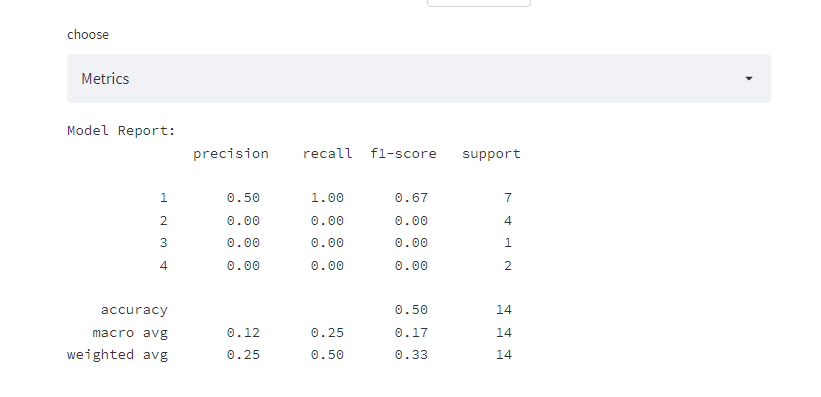 choose
Metrics
Model Report:
precision recall f1-score support
1 0.50 1.00 0.67 7
2 0.00 0.00 0.00 4
3 0.00 0.00 0.00 1
4 0.00 0.00 0.00 2
accuracy 0.50 14
macro avg 0.12 0.25 0.17 14
weighted avg 0.25 0.50 0.33 14